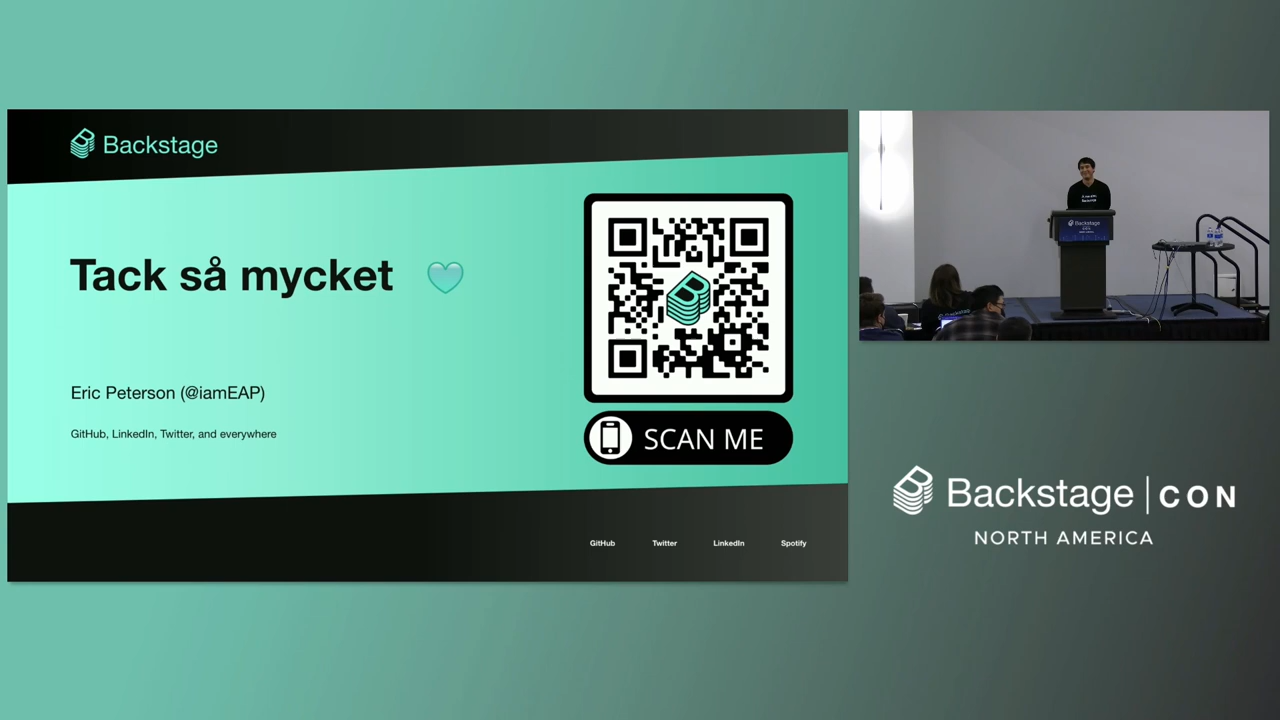 Backstage
Tack så mycket
Eric Peterson (@iamEAP)
GitHub, LinkedIn, Twitter, and everywhere
SCAN ME
GitHub
Twitter
LinkedIn
Spotify
Backstage
Backstage | CON
NORTH AMERICA